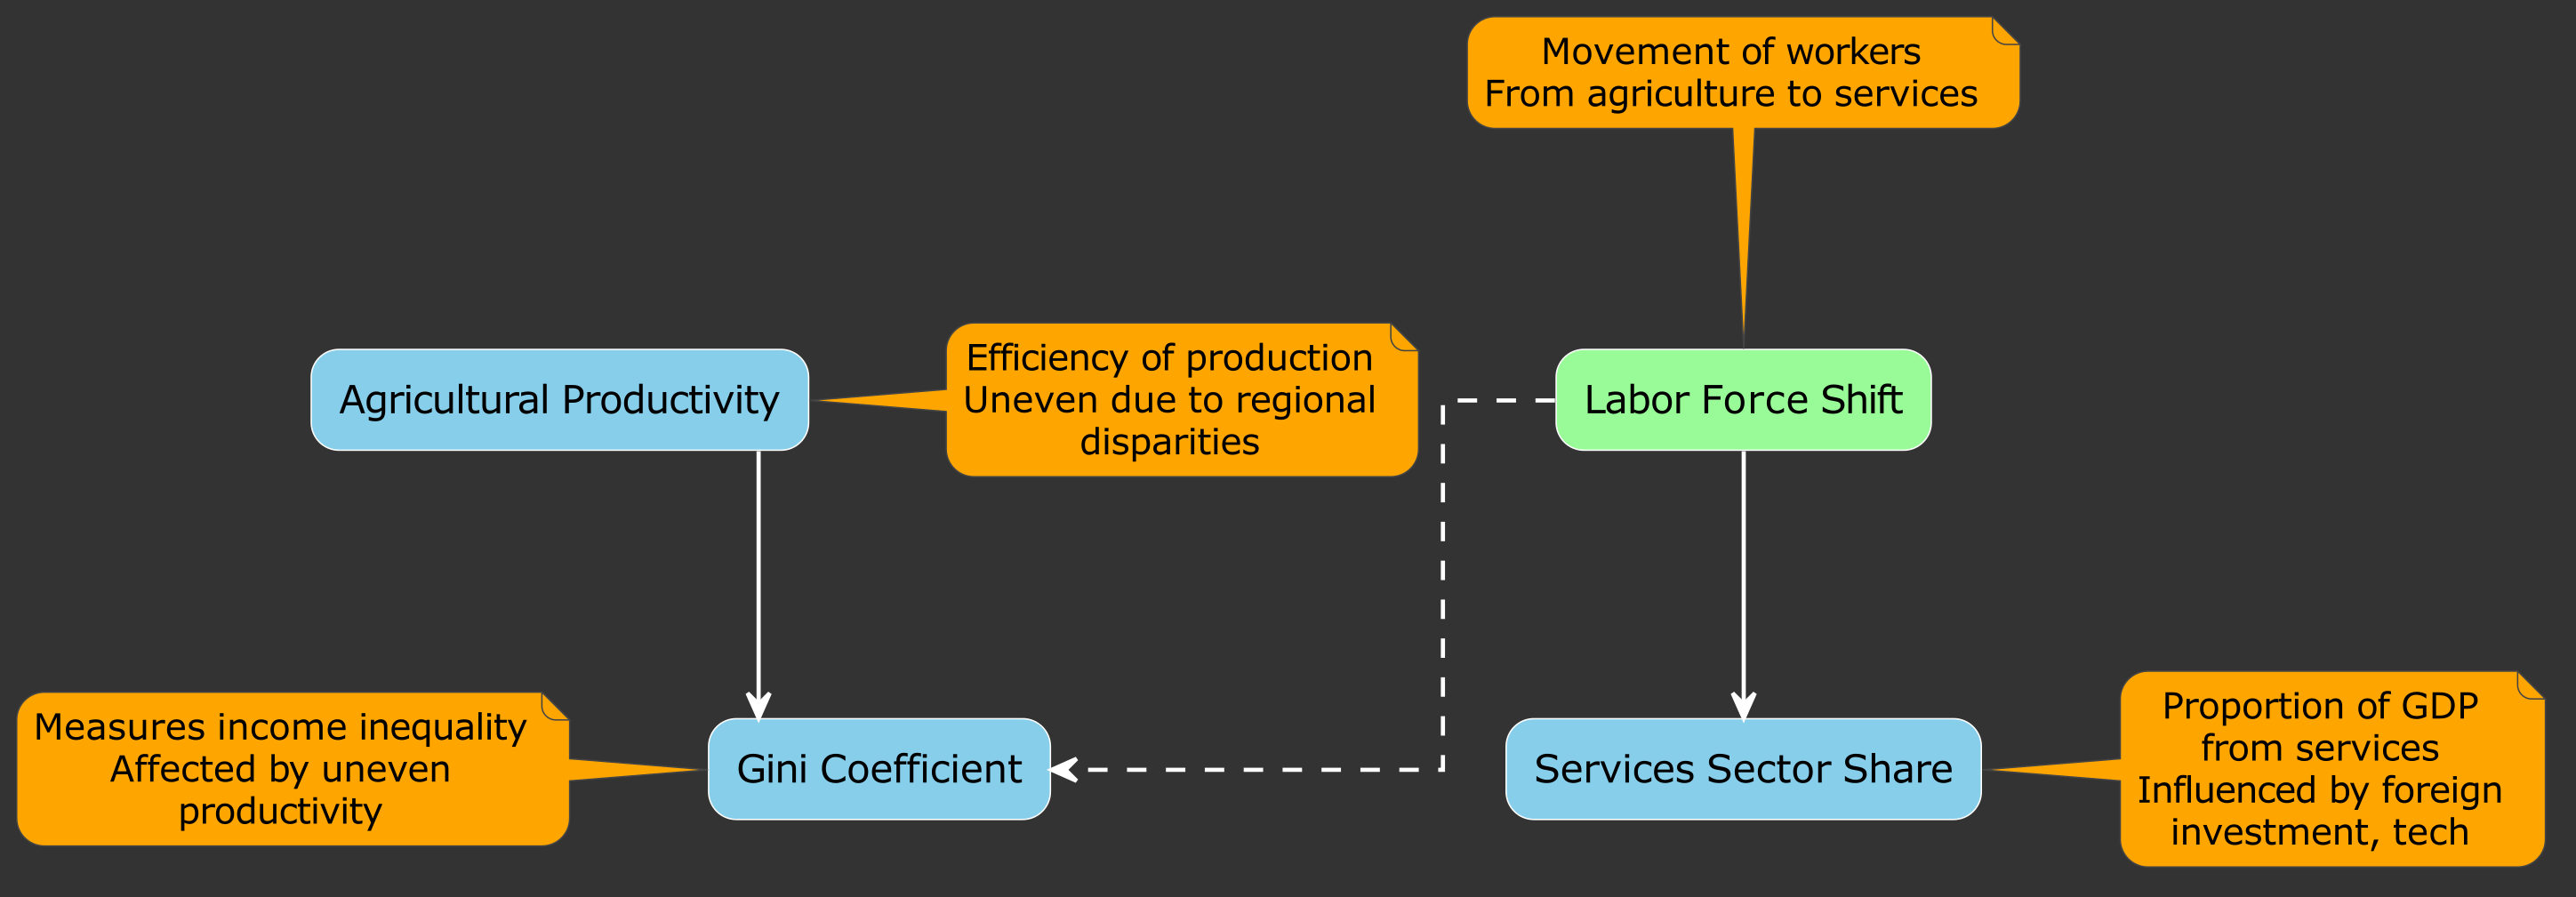 Movement of workers
From agriculture to services
Agricultural Productivity
Efficiency of production
Uneven due to regional
disparities
Labor Force Shift
Measures income inequality
Affected by uneven
productivity
Gini Coefficient
Services Sector Share
Proportion of GDP
from services
Influenced by foreign
investment, tech